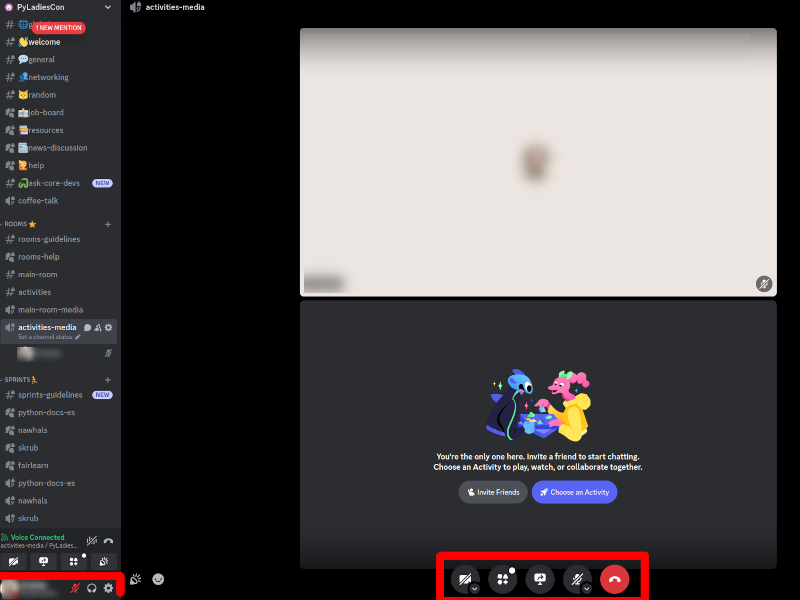 PyLadiesCon
1 NEW MENTION
welcome
general
networking
random
job-board
resources
news-discussion
help
ask-core-devs NEW
coffee-talk
ROOMS
rooms-guidelines
rooms-help
main-room
activities
main-room-media
activities-media
Set a channel status
SPRINTS
sprints-guidelines NEW
python-docs-es
nawhals
skrub
fairlearn
python-docs-es
nawhals
skrub
Voice Connected
activities-media / PyLadies...
activities-media
You're the only one here. Invite a friend to start chatting.
Choose an Activity to play, watch, or collaborate together.
Invite Friends
Choose an Activity